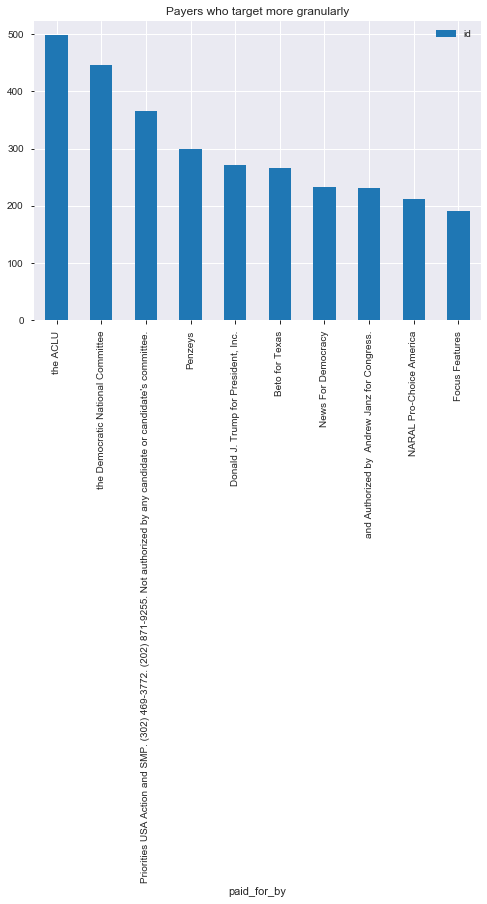 Payers who target more granularly
id
500
400
300
200
100
0
the ACLU
the Democratic National Committee
Priorities USA Action and SMP. (302) 469-3772. (202) 871-9255. Not authorized by any candidate or candidate's committee.
Penzeys
Donald J. Trump for President, Inc.
Beto for Texas
News For Democracy
and Authorized by  Andrew Janz for Congress.
NARAL Pro-Choice America
Focus Features
paid_for_by